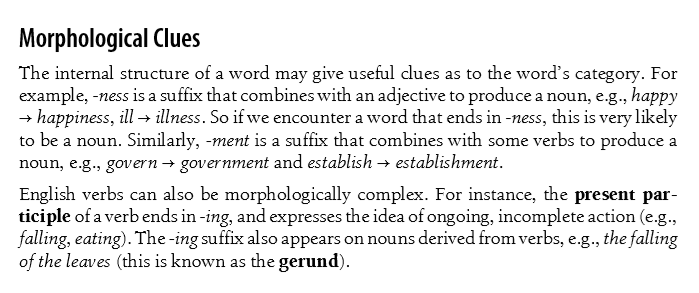 Morphological Clues
The internal structure of a word may give useful clues as to the word’s category. For
example, -ness is a suffix that combines with an adjective to produce a noun, e.g., happy
→ happiness, ill → illness. So if we encounter a word that ends in -ness, this is very likely
to be a noun. Similarly, -ment is a suffix that combines with some verbs to produce a
noun, e.g., govern → government and establish → establishment.
English verbs can also be morphologically complex. For instance, the present par-
ticiple of a verb ends in -ing, and expresses the idea of ongoing, incomplete action (e.g.,
falling, eating). The -ing suffix also appears on nouns derived from verbs, e.g., the falling
of the leaves (this is known as the gerund).